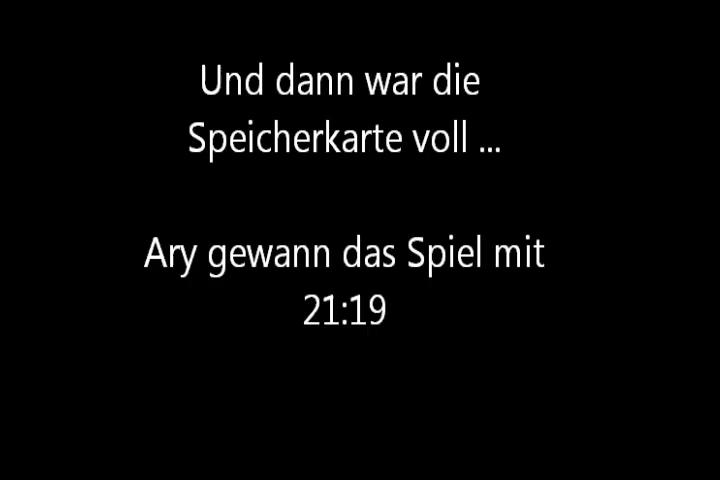 Und dann war die
Speicherkarte voll ...
Ary gewann das Spiel mit
21:19